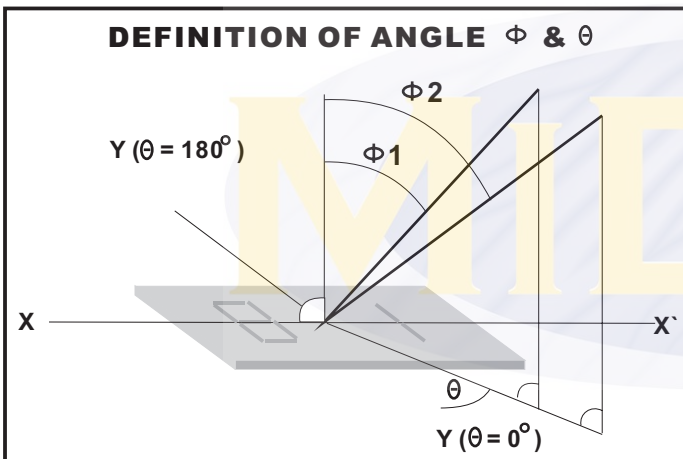 DEFINITION OF ANGLE Φ & θ
Φ2
Y (θ = 180°)
Φ1
X
X`
θ
Y (θ = 0°)